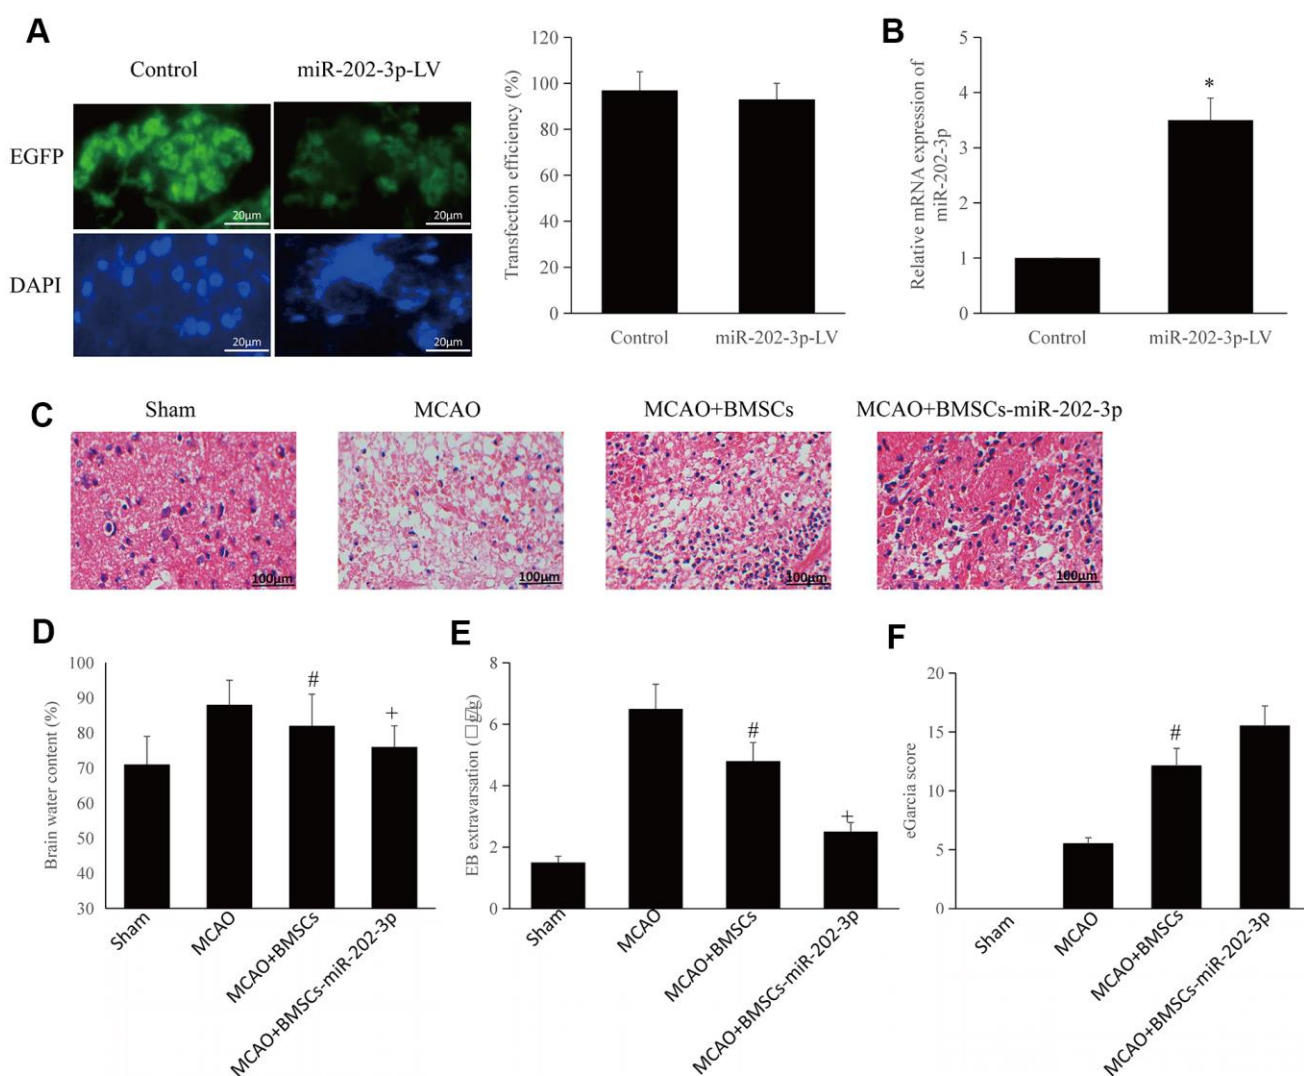 A
Control
miR-202-3p-LV
EGFP
20μm
20μm
DAPI
20μm
20μm
Transfection efficiency (%)
120
100
80
60
40
20
0
Control
miR-202-3p-LV
B
Relative mRNA expression of
miR-202-3p
5
4
3
2
1
0
*
Control
miR-202-3p-LV
C
Sham
MCAO
MCAO+BMSCs
MCAO+BMSCs-miR-202-3p
100μm
100μm
100μm
100μm
D
Brain water content (%)
100
90
80
70
60
50
40
30
#
+
Sham
MCAO
MCAO+BMSCs
MCAO+BMSCs-miR-202-3p
E
EB extravarsation (□g/g)
8
6
4
2
0
#
+
Sham
MCAO
MCAO+BMSCs
MCAO+BMSCs-miR-202-3p
F
eGarcia score
20
15
10
5
0
#
Sham
MCAO
MCAO+BMSCs
MCAO+BMSCs-miR-202-3p